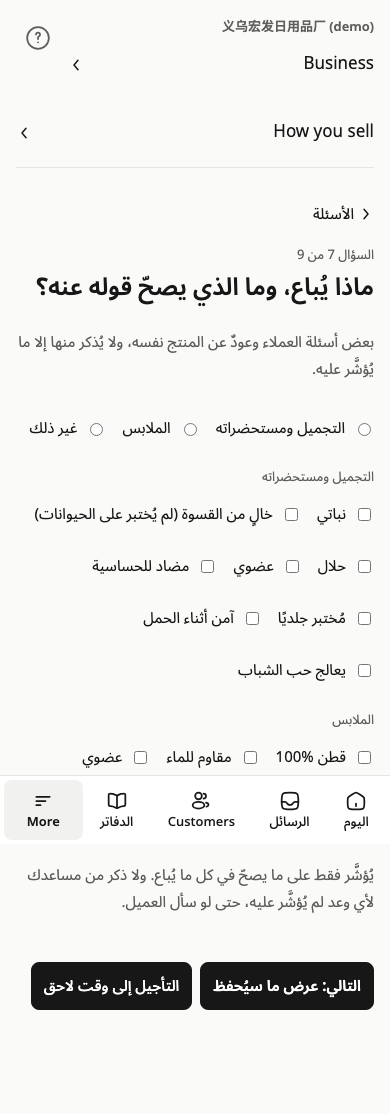 义乌宏发日用品厂 (demo)
Business
How you sell
الأسئلة
السؤال 7 من 9
ماذا يُباع، وما الذي يصحّ قوله عنه؟
بعض أسئلة العملاء وعودٌ عن المنتج نفسه، ولا يُذكر منها إلا ما
يُؤشَّر عليه.
التجميل ومستحضراته الملابس غير ذلك
التجميل ومستحضراته
نباتي خالٍ من القسوة (لم يُختبر على الحيوانات)
حلال عضوي مضاد للحساسية
مُختبر جلديًا آمن أثناء الحمل
يعالج حب الشباب
الملابس
قطن 100% مقاوم للماء عضوي
اليوم الرسائل Customers الدفاتر More
يُؤشَّر فقط على ما يصحّ في كل ما يُباع. ولا ذكر من مساعدك
لأي وعد لم يُؤشَّر عليه، حتى لو سأل العميل.
التالي: عرض ما سيُحفظ التأجيل إلى وقت لاحق